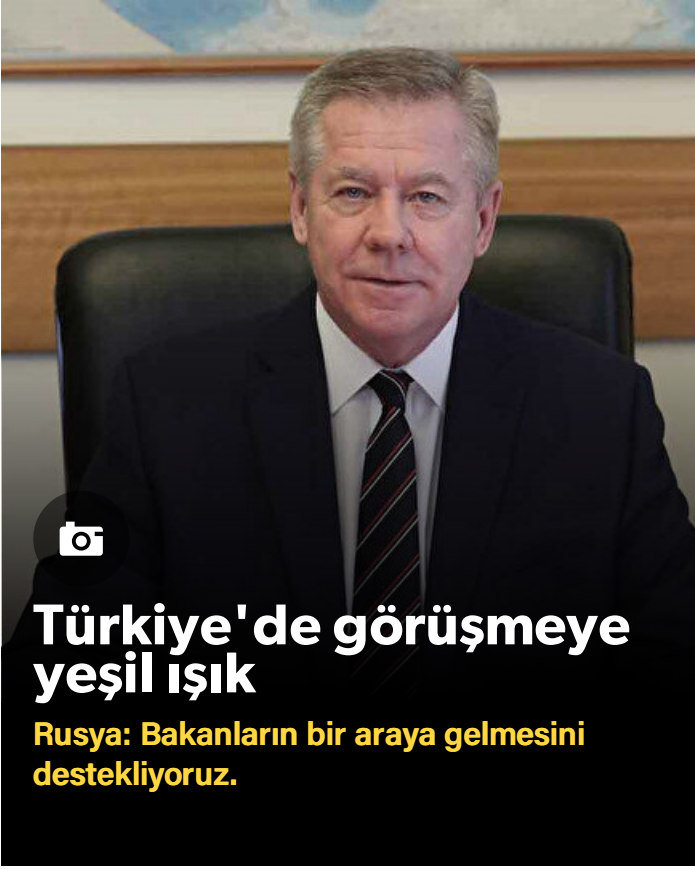 Türkiye'de görüşmeye
yeşil ışık
Rusya: Bakanların bir araya gelmesini
destekliyoruz.